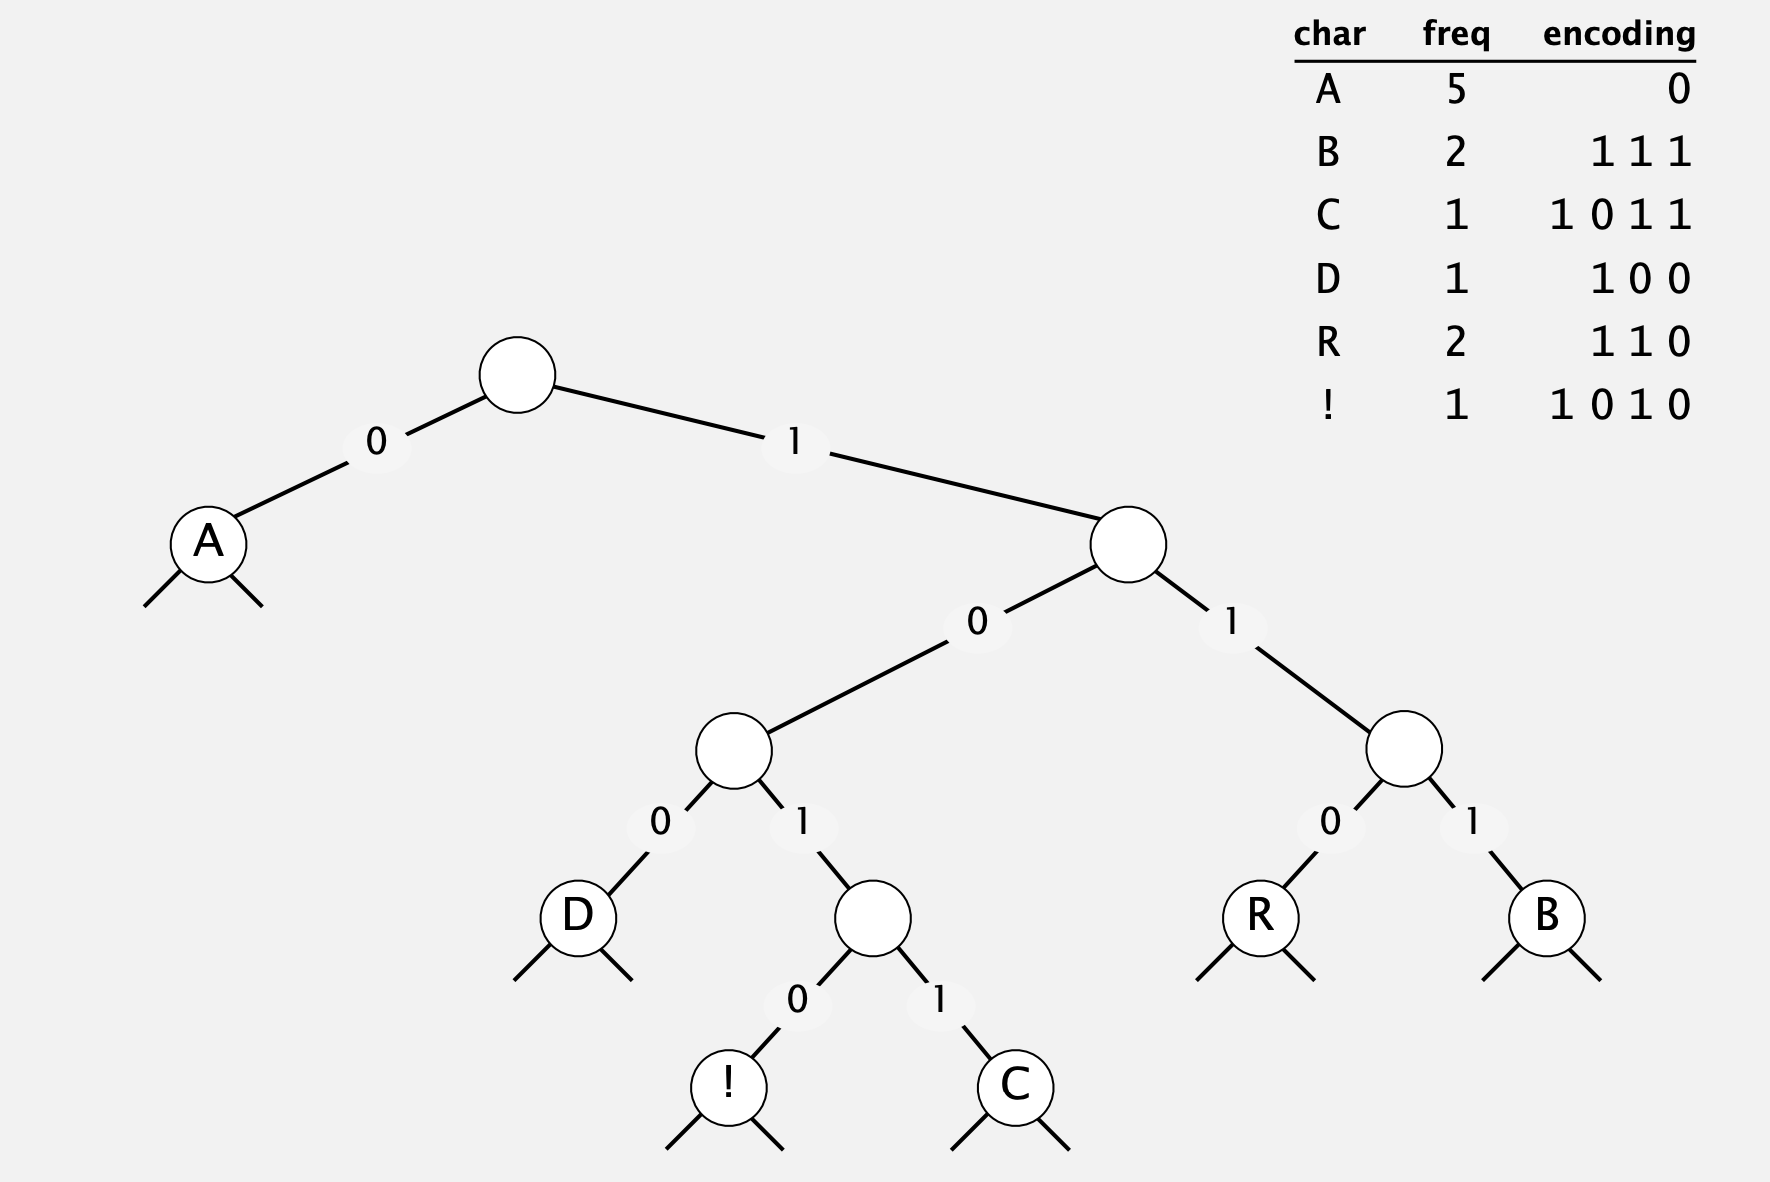 char freq encoding
A 5 0
B 2 1 1 1
C 1 1 0 1 1
D 1 1 0 0
R 2 1 1 0
! 1 1 0 1 0
0 1
A
0 1
0 1 0 1
D R B
0 1
! C